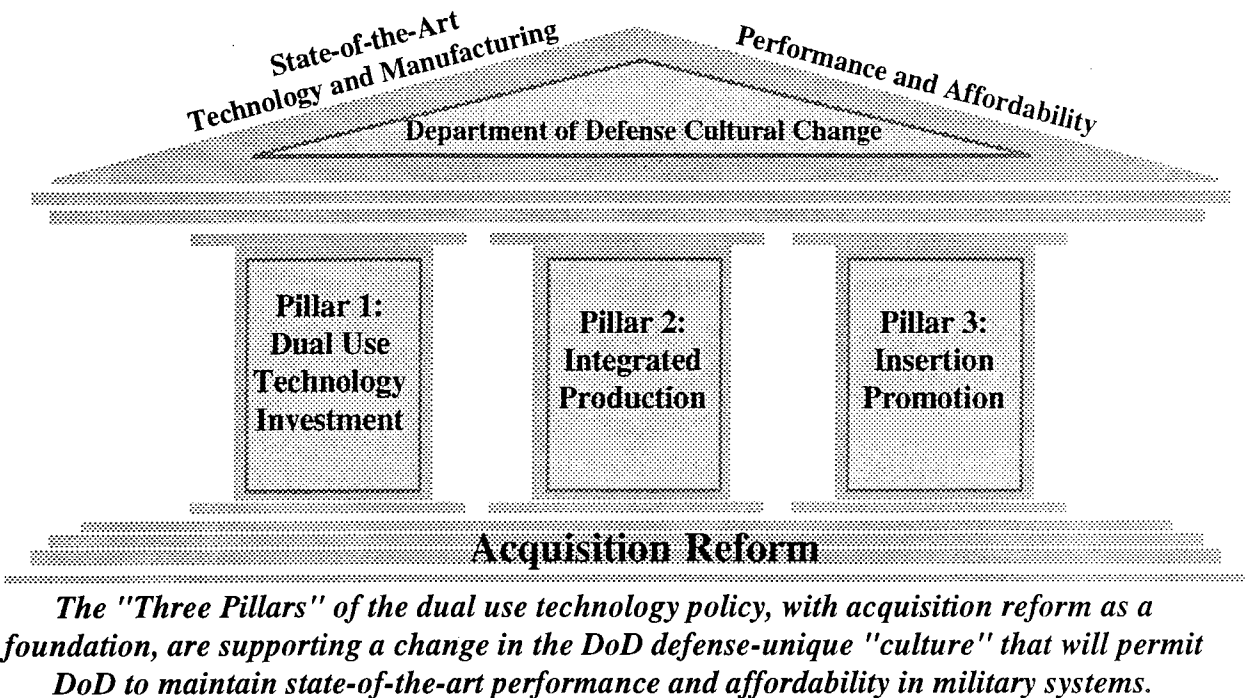 State-of-the-Art
Technology and Manufacturing
Performance and Affordability
Department of Defense Cultural Change
Pillar 1:
Dual Use
Technology
Investment
Pillar 2:
Integrated
Production
Pillar 3:
Insertion
Promotion
Acquisition Reform
The "Three Pillars" of the dual use technology policy, with acquisition reform as a
foundation, are supporting a change in the DoD defense-unique "culture" that will permit
DoD to maintain state-of-the-art performance and affordability in military systems.